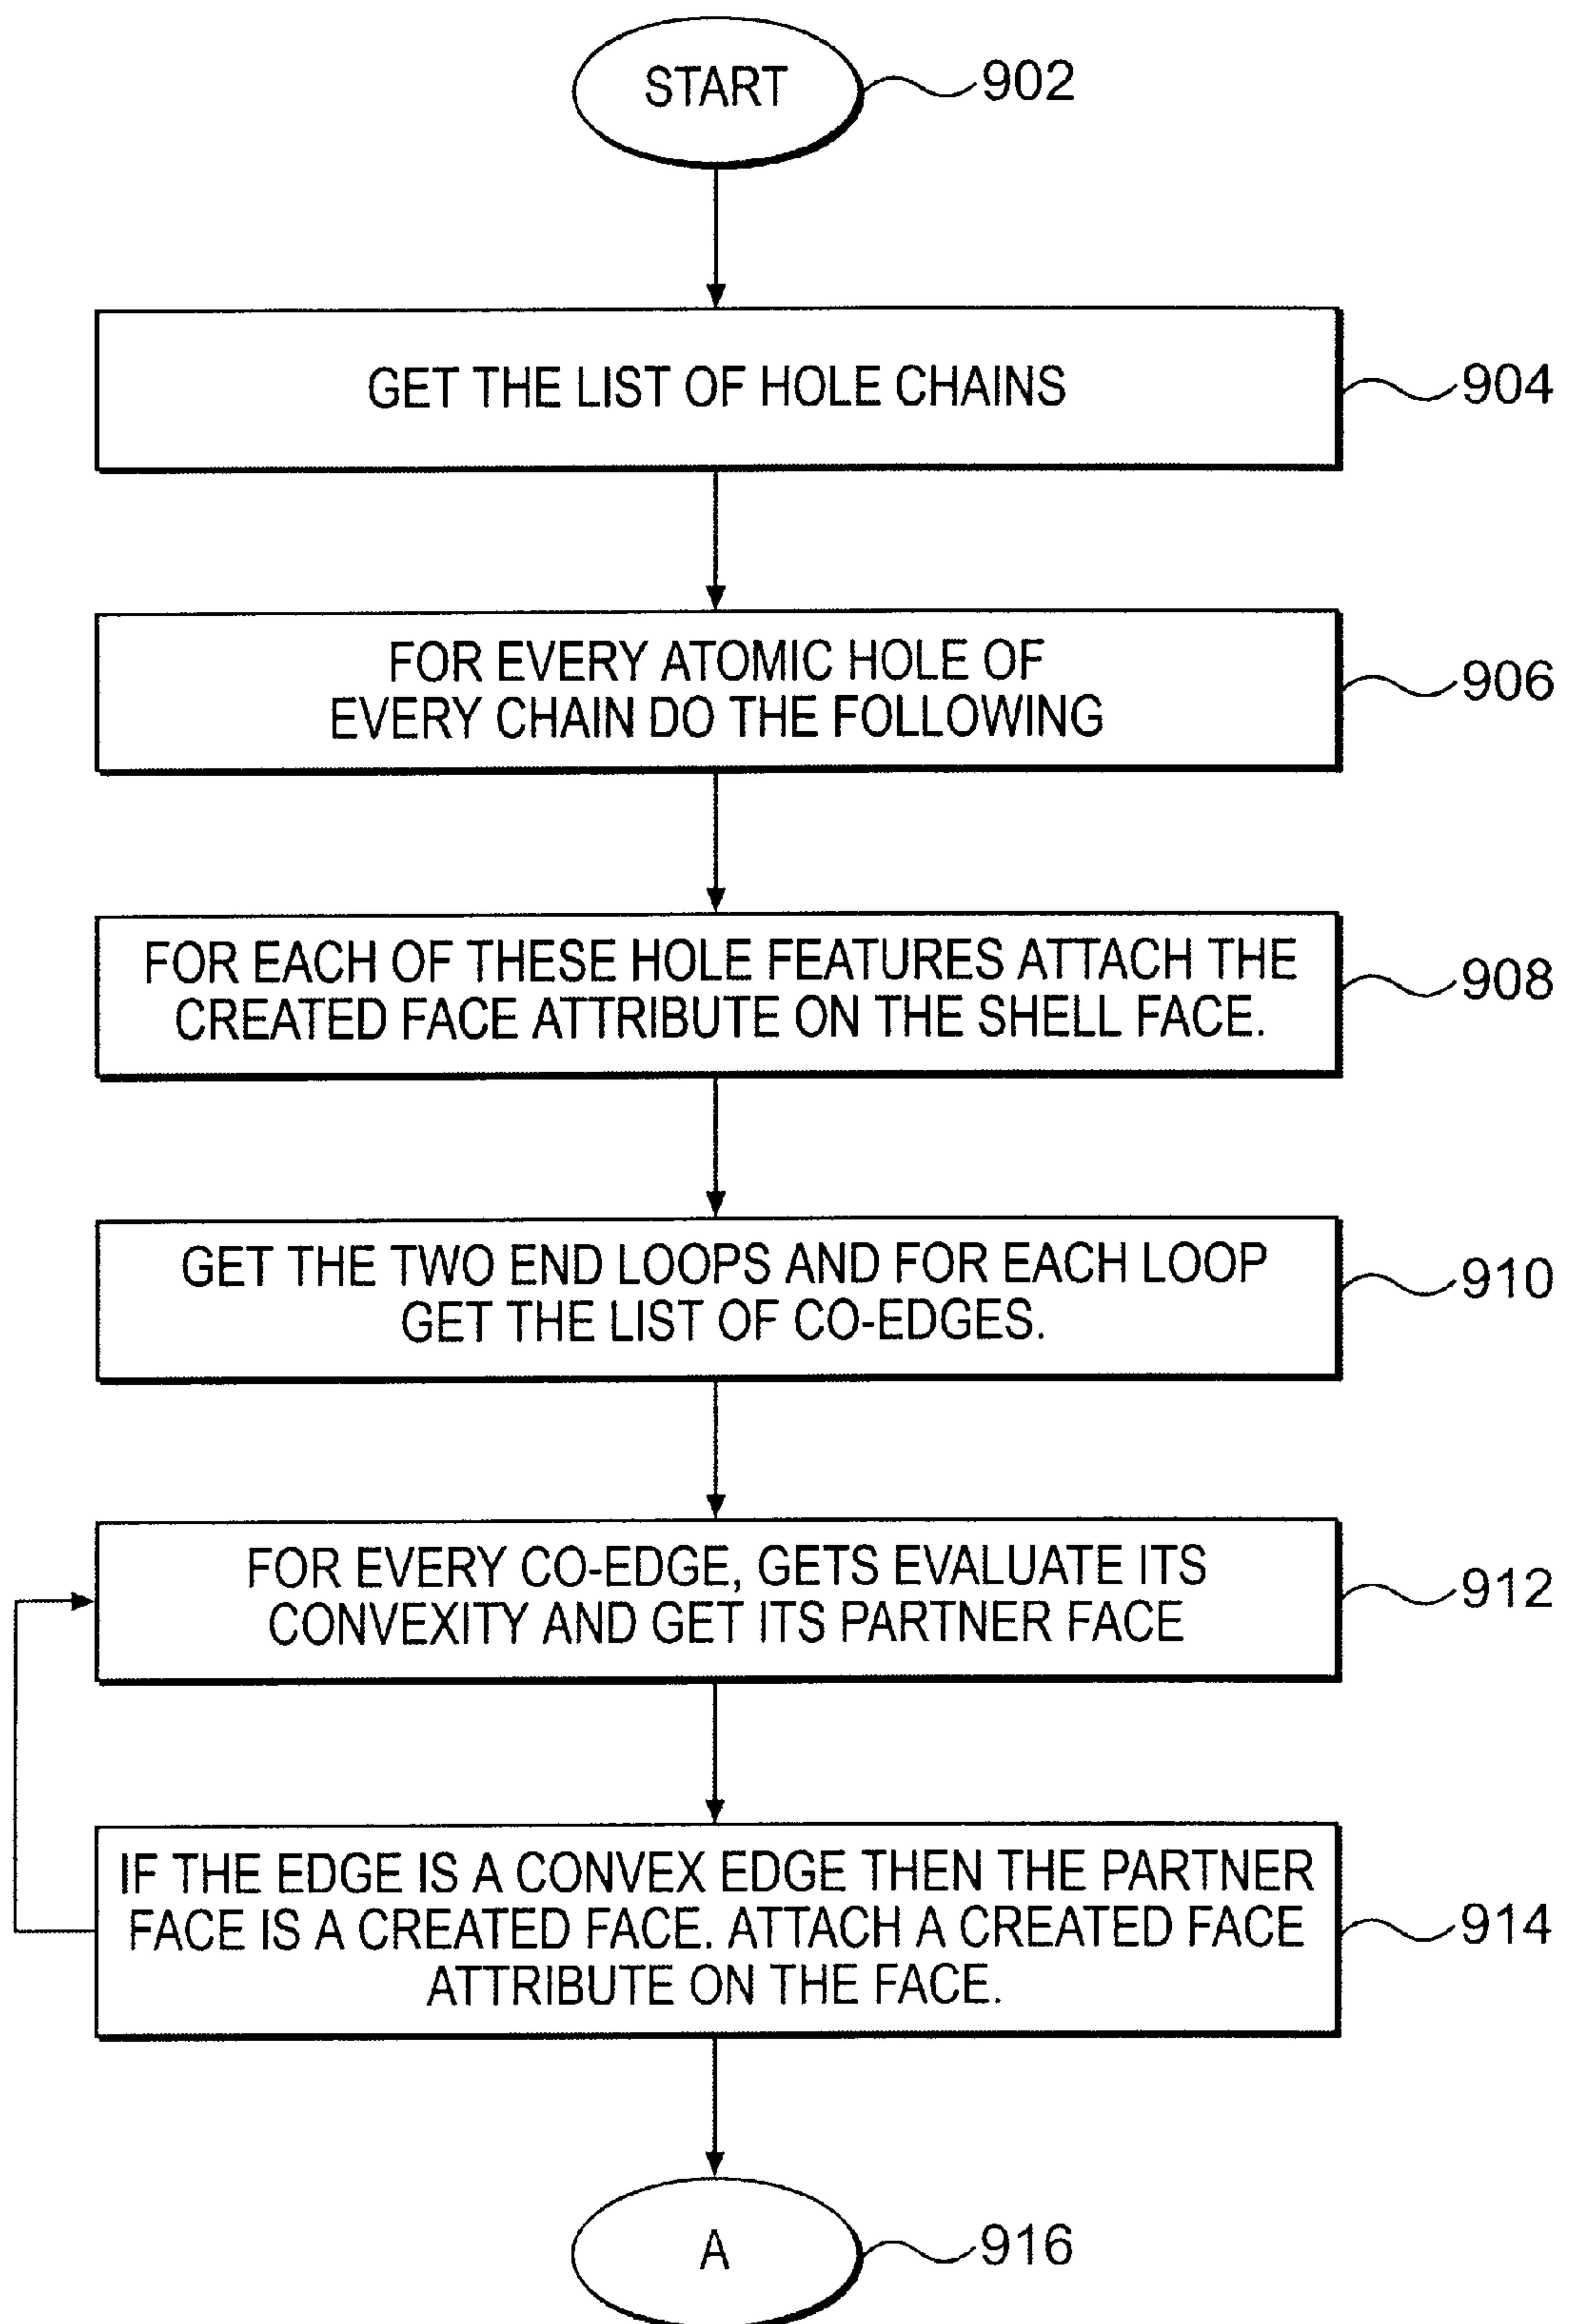 START
902
GET THE LIST OF HOLE CHAINS
904
FOR EVERY ATOMIC HOLE OF
EVERY CHAIN DO THE FOLLOWING
906
FOR EACH OF THESE HOLE FEATURES ATTACH THE
CREATED FACE ATTRIBUTE ON THE SHELL FACE.
908
GET THE TWO END LOOPS AND FOR EACH LOOP
GET THE LIST OF CO-EDGES.
910
FOR EVERY CO-EDGE, GETS EVALUATE ITS
CONVEXITY AND GET ITS PARTNER FACE
912
IF THE EDGE IS A CONVEX EDGE THEN THE PARTNER
FACE IS A CREATED FACE. ATTACH A CREATED FACE
ATTRIBUTE ON THE FACE.
914
A
916